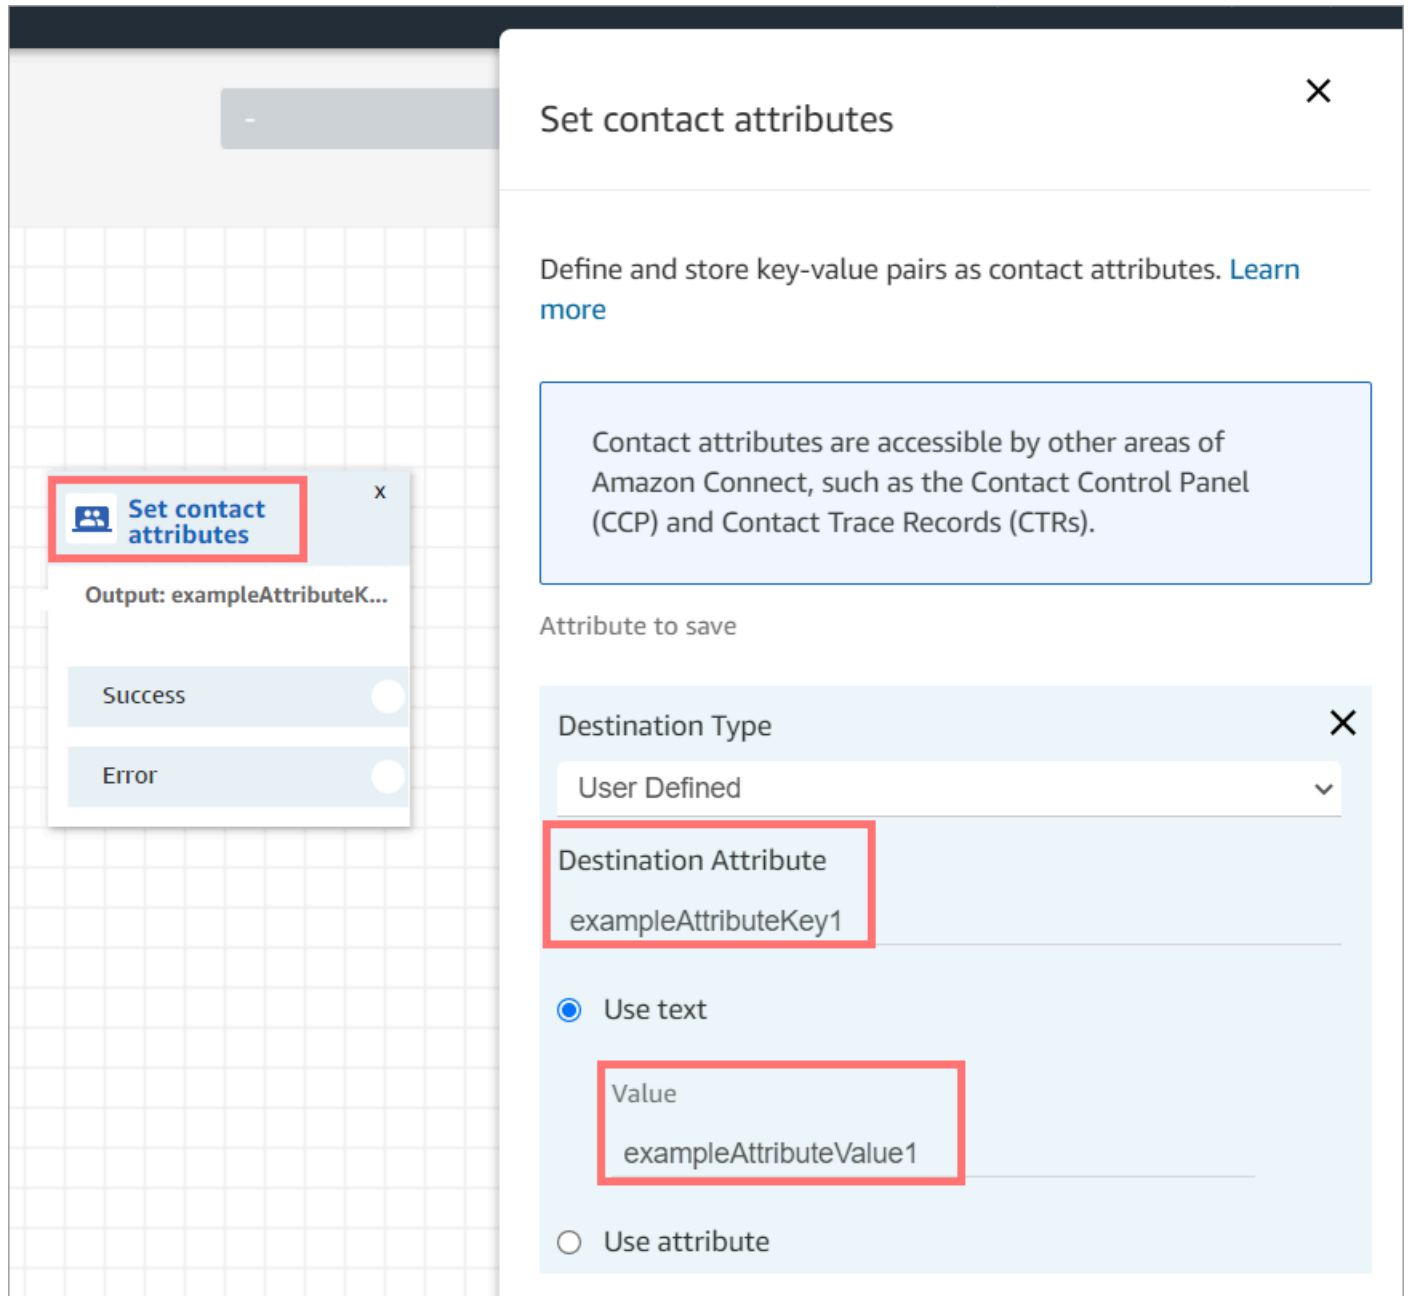 -
Set contact attributes
Define and store key-value pairs as contact attributes. Learn
more
Contact attributes are accessible by other areas of
Amazon Connect, such as the Contact Control Panel
(CCP) and Contact Trace Records (CTRs).
Set contact
attributes
x
Output: exampleAttributeK...
Success
Error
Attribute to save
Destination Type
User Defined
Destination Attribute
exampleAttributeKey1
Use text
Value
exampleAttributeValue1
Use attribute